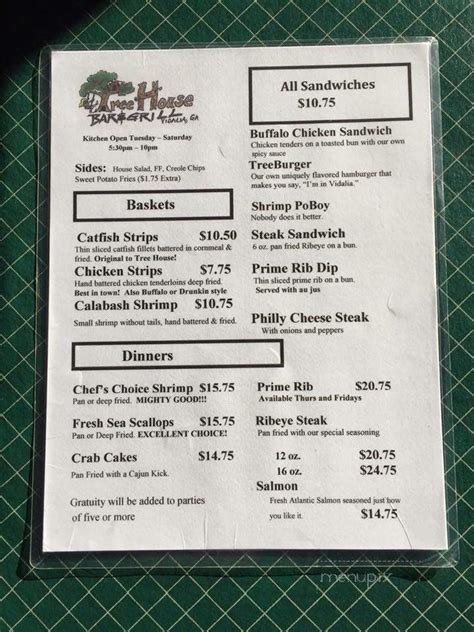 Tree House
BAR & GRILL
VIDALIA, GA
Kitchen Open Tuesday – Saturday
5:30pm – 10pm
Sides: House Salad, FF, Creole Chips
Sweet Potato Fries ($1.75 Extra)
Baskets
Catfish Strips $10.50
Thin sliced catfish fillets battered in cornmeal &
fried. Original to Tree House!
Chicken Strips $7.75
Hand battered chicken tenderloins deep fried.
Best in town! Also Buffalo or Drunkin style
Calabash Shrimp $10.75
Small shrimp without tails, hand battered & fried.
All Sandwiches
$10.75
Buffalo Chicken Sandwich
Chicken tenders on a toasted bun with our own
spicy sauce
TreeBurger
Our own uniquely flavored hamburger that
makes you say, "I'm in Vidalia."
Shrimp PoBoy
Nobody does it better.
Steak Sandwich
6 oz. pan fried Ribeye on a bun.
Prime Rib Dip
Thin sliced prime rib on a bun.
Served with au jus
Philly Cheese Steak
With onions and peppers
Dinners
Chef's Choice Shrimp $15.75
Pan or deep fried. MIGHTY GOOD!!!
Fresh Sea Scallops $15.75
Pan or Deep Fried. EXCELLENT CHOICE!
Crab Cakes $14.75
Pan Fried with a Cajun Kick.
Gratuity will be added to parties
of five or more
Prime Rib $20.75
Available Thurs and Fridays
Ribeye Steak
Pan fried with our special seasoning
12 oz. $20.75
16 oz. $24.75
Salmon
Fresh Atlantic Salmon seasoned just how
you like it. $14.75
menupix